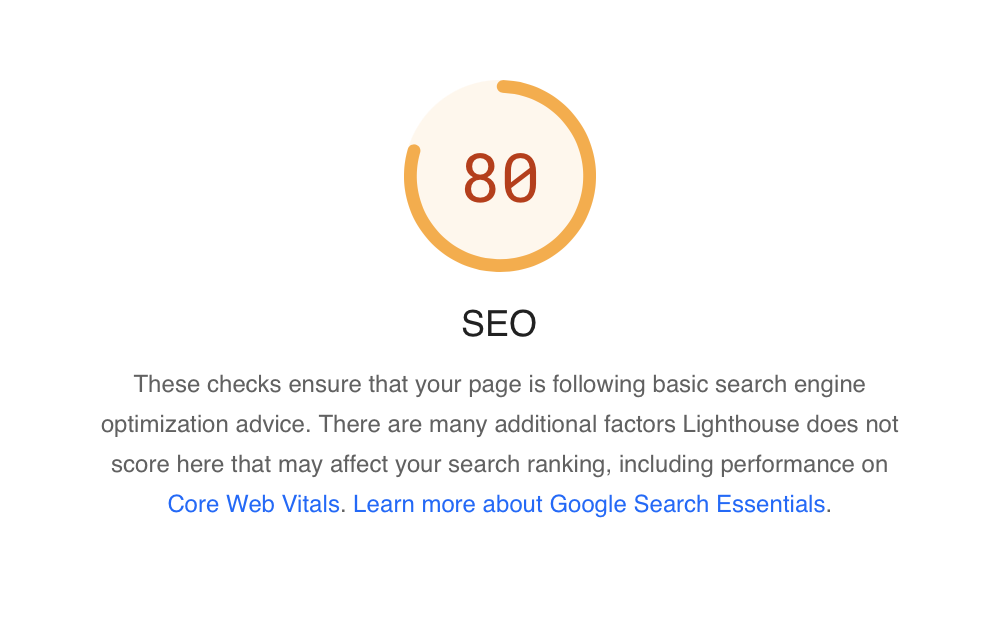 80
SEO
These checks ensure that your page is following basic search engine
optimization advice. There are many additional factors Lighthouse does not
score here that may affect your search ranking, including performance on
Core Web Vitals. Learn more about Google Search Essentials.